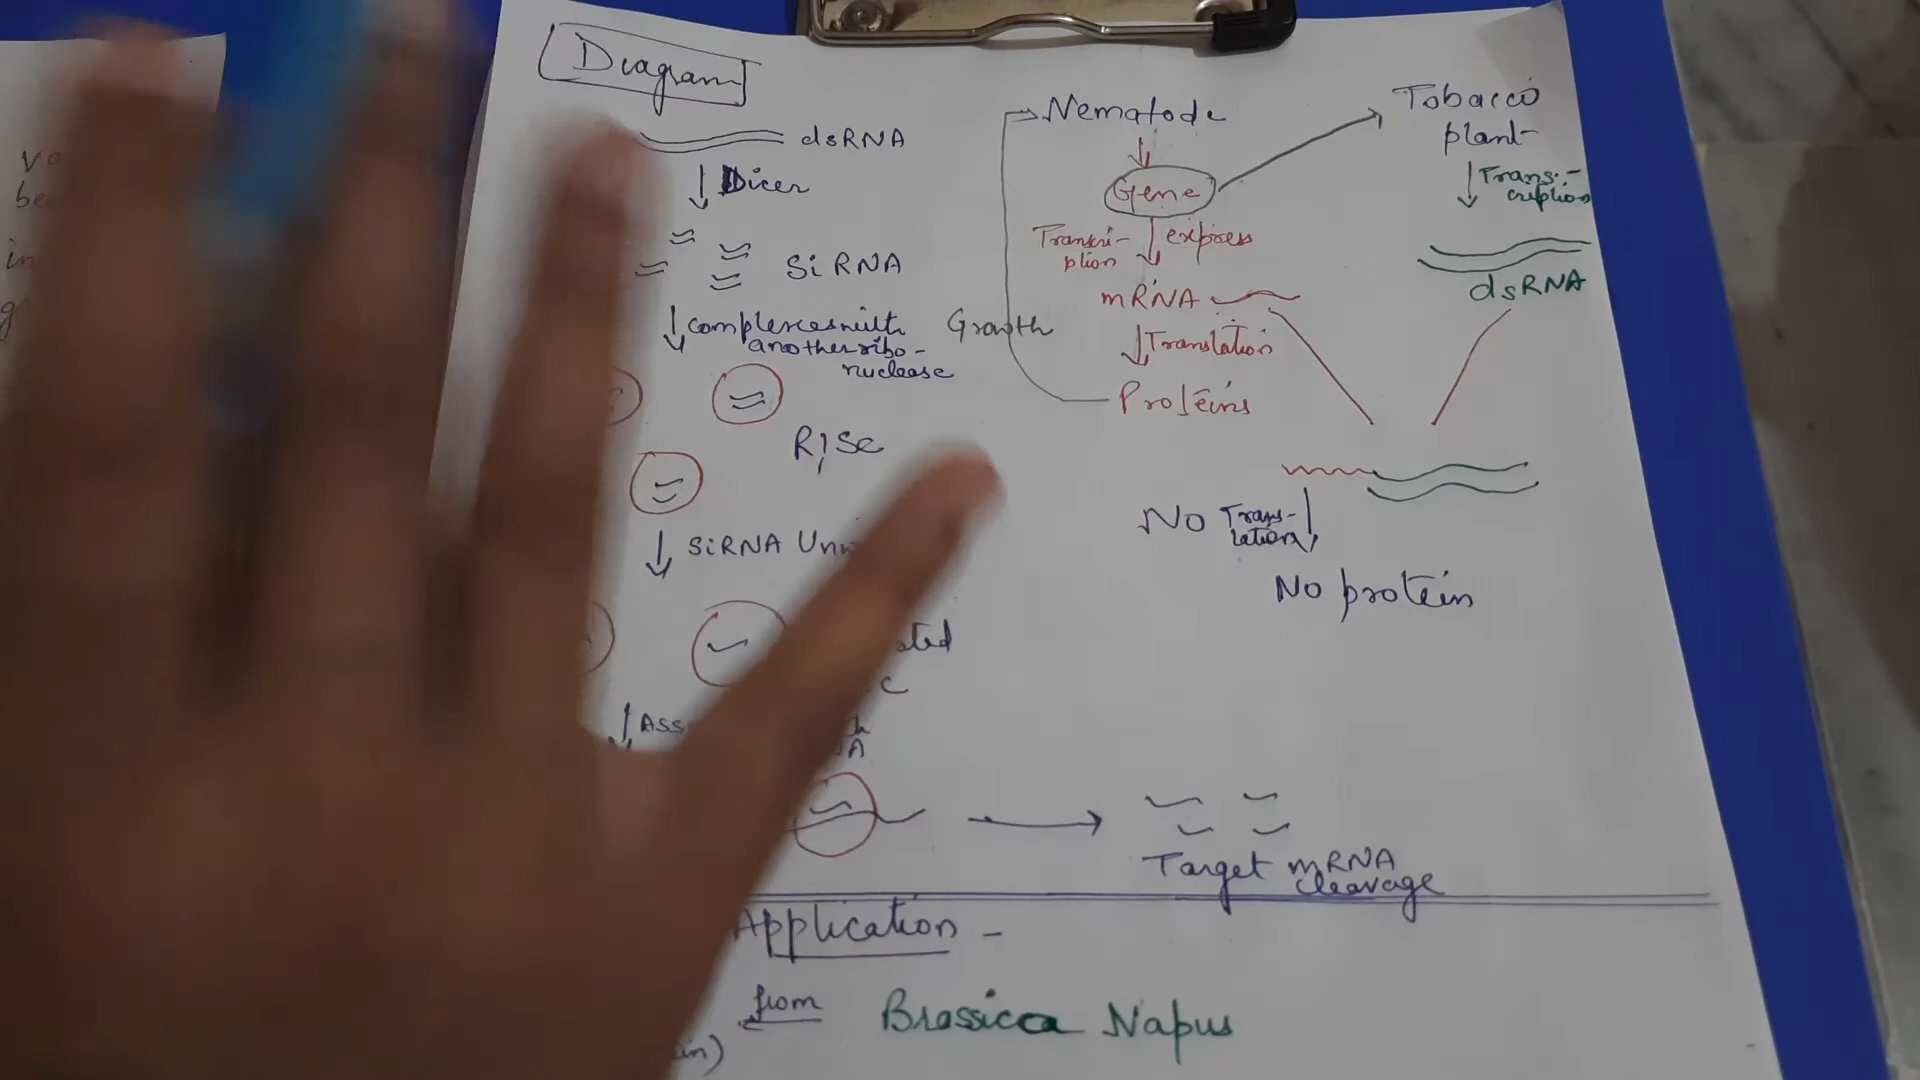 Diagram
dsRNA
Dicer
SiRNA
complexes with
another ribo-
nuclease
RISC
SiRNA
Growth
Nematode
Gene
Transcri-
ption
express
mRNA
Translation
Proteins
Tobacco
plant
Trans-
cription
dsRNA
No Trans-
lation
No protein
Target mRNA
cleavage
Application -
from Brassica Napus